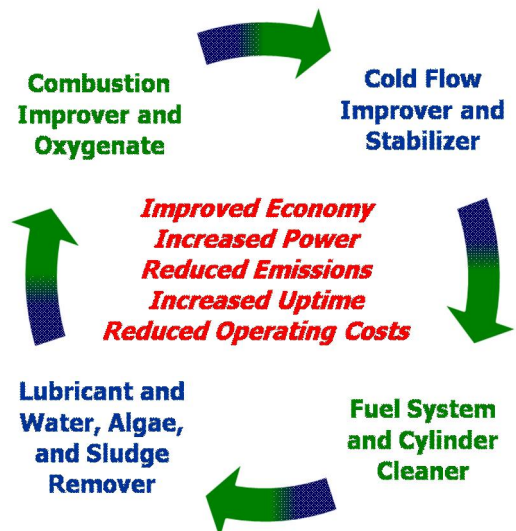 Combustion
Improver and
Oxygenate
Cold Flow
Improver and
Stabilizer
Improved Economy
Increased Power
Reduced Emissions
Increased Uptime
Reduced Operating Costs
Lubricant and
Water, Algae,
and Sludge
Remover
Fuel System
and Cylinder
Cleaner